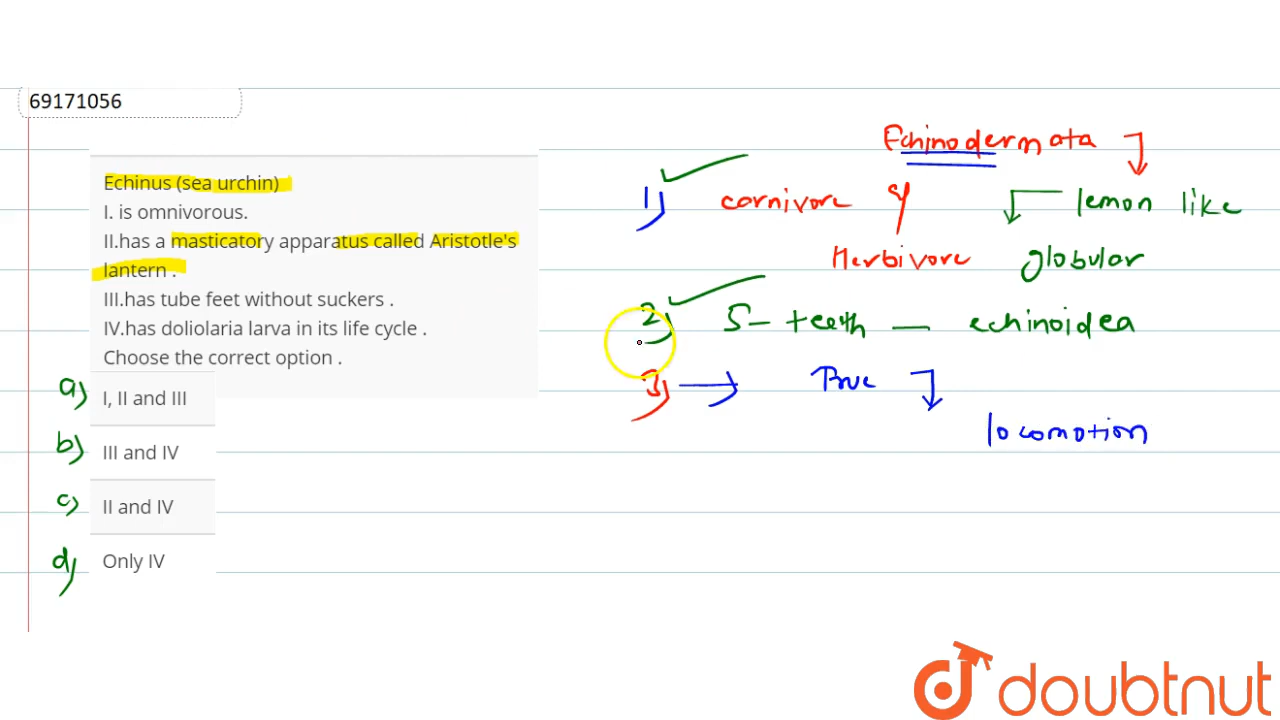 69171056
Echinus (sea urchin)
I. is omnivorous.
II.has a masticatory apparatus called Aristotle's
lantern .
III.has tube feet without suckers .
IV.has doliolaria larva in its life cycle .
Choose the correct option .
a) I, II and III
b) III and IV
c) II and IV
d) Only IV
Echinodermata
1) carnivore
lemon like
Herbivore globular
2) 5- teeth - echinoidea
3) True
locomotion
doubtnut